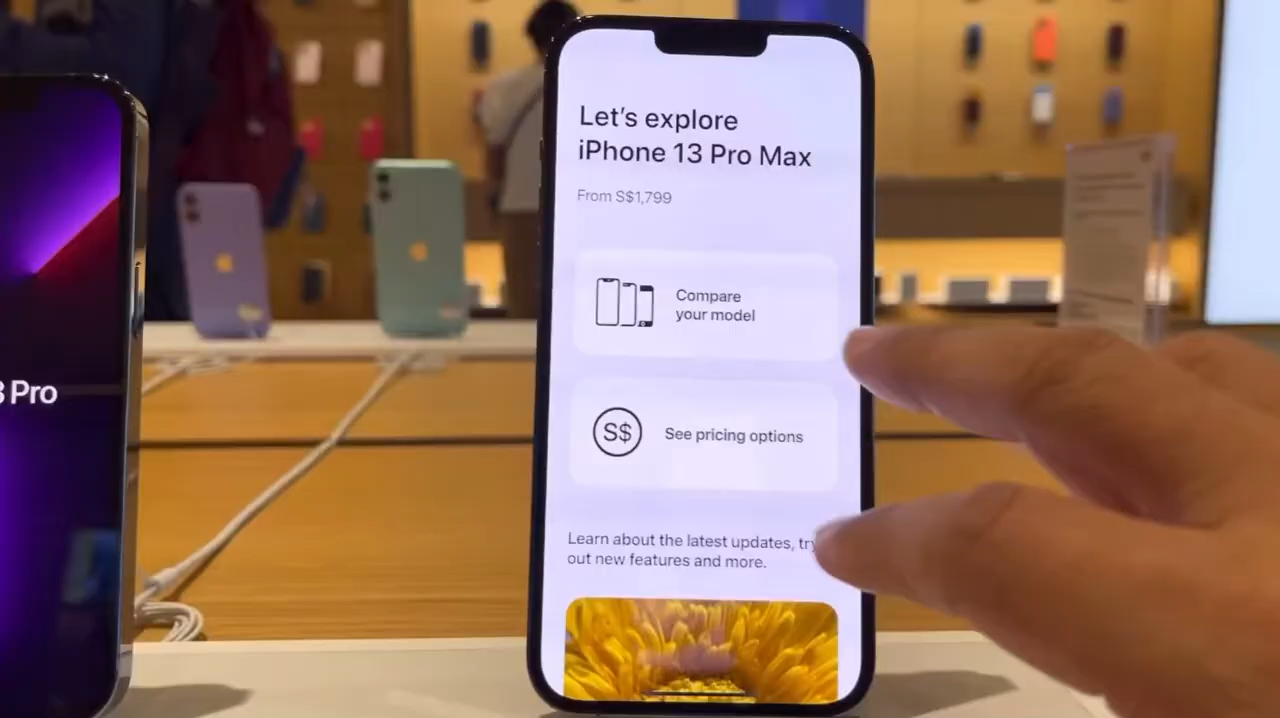 Let's explore
iPhone 13 Pro Max
From S$1,799
Compare
your model
S$
See pricing options
Learn about the latest updates, try
out new features and more.
3 Pro